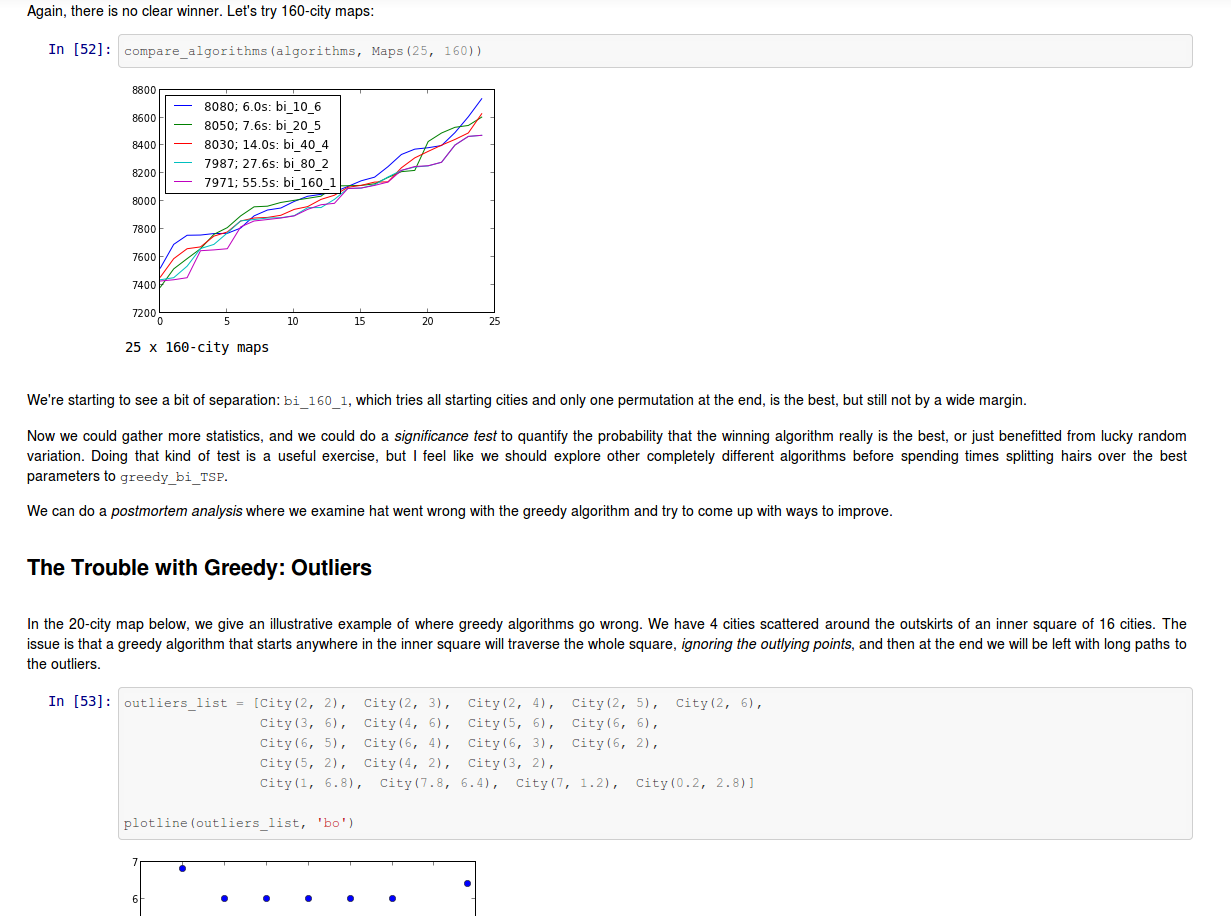 Again, there is no clear winner. Let's try 160-city maps:
In [52]: compare_algorithms(algorithms, Maps(25, 160))
8800
8600
8400
8200
8000
7800
7600
7400
7200
8080; 6.0s: bi_10_6
8050; 7.6s: bi_20_5
8030; 14.0s: bi_40_4
7987; 27.6s: bi_80_2
7971; 55.5s: bi_160_1
0 5 10 15 20 25
25 x 160-city maps
We're starting to see a bit of separation: bi_160_1, which tries all starting cities and only one permutation at the end, is the best, but still not by a wide margin.
Now we could gather more statistics, and we could do a significance test to quantify the probability that the winning algorithm really is the best, or just benefitted from lucky random
variation. Doing that kind of test is a useful exercise, but I feel like we should explore other completely different algorithms before spending times splitting hairs over the best
parameters to greedy_bi_TSP.
We can do a postmortem analysis where we examine hat went wrong with the greedy algorithm and try to come up with ways to improve.
The Trouble with Greedy: Outliers
In the 20-city map below, we give an illustrative example of where greedy algorithms go wrong. We have 4 cities scattered around the outskirts of an inner square of 16 cities. The
issue is that a greedy algorithm that starts anywhere in the inner square will traverse the whole square, ignoring the outlying points, and then at the end we will be left with long paths to
the outliers.
In [53]: outliers_list = [City(2, 2), City(2, 3), City(2, 4), City(2, 5), City(2, 6),
City(3, 6), City(4, 6), City(5, 6), City(6, 6),
City(6, 5), City(6, 4), City(6, 3), City(6, 2),
City(5, 2), City(4, 2), City(3, 2),
City(1, 6.8), City(7.8, 6.4), City(7, 1.2), City(0.2, 2.8)]
plotline(outliers_list, 'bo')
7
6